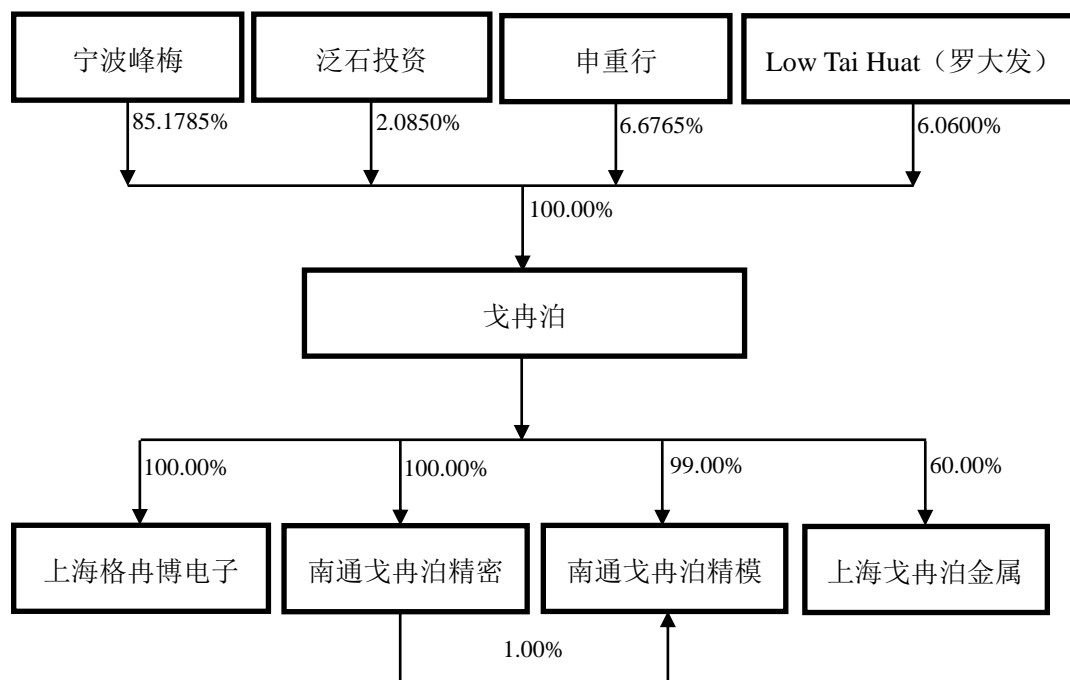 宁波峰梅
泛石投资
申重行
Low Tai Huat（罗大发）
85.1785%
2.0850%
6.6765%
6.0600%
100.00%
戈冉泊
100.00%
100.00%
99.00%
60.00%
上海格冉博电子
南通戈冉泊精密
南通戈冉泊精模
上海戈冉泊金属
1.00%